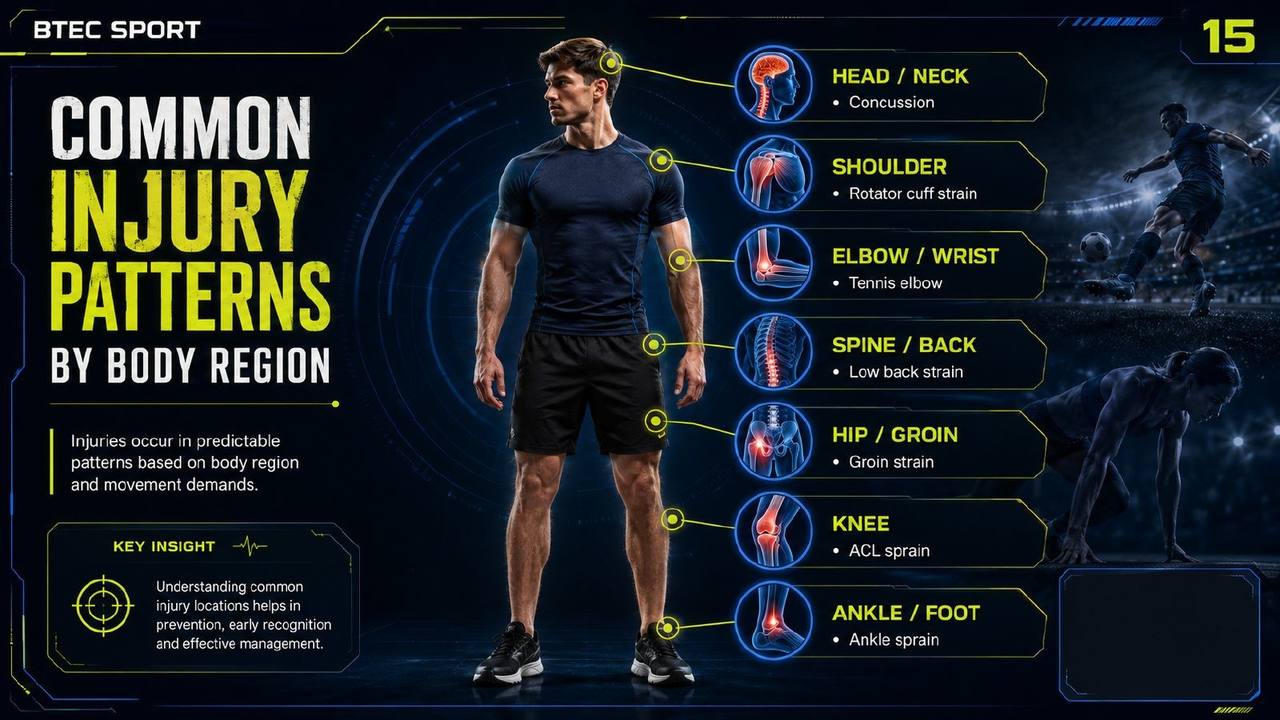 BTEC SPORT
15
COMMON
INJURY
PATTERNS
BY BODY REGION
Injuries occur in predictable
patterns based on body region
and movement demands.
KEY INSIGHT
Understanding common
injury locations helps in
prevention, early recognition
and effective management.
HEAD / NECK
• Concussion
SHOULDER
• Rotator cuff strain
ELBOW / WRIST
• Tennis elbow
SPINE / BACK
• Low back strain
HIP / GROIN
• Groin strain
KNEE
• ACL sprain
ANKLE / FOOT
• Ankle sprain